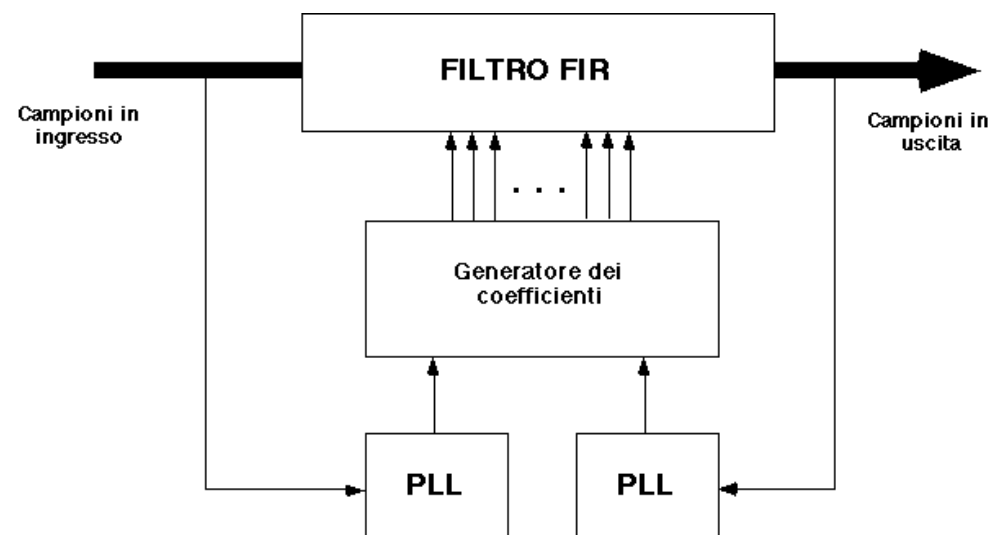 FILTRO FIR
Campioni in
ingresso
Campioni in
uscita
. . .
Generatore dei
coefficienti
PLL
PLL